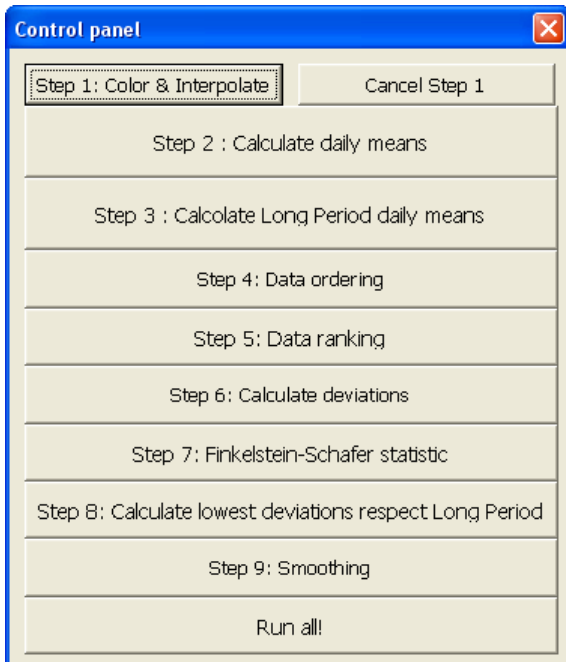 Control panel
Step 1: Color & Interpolate
Cancel Step 1
Step 2 : Calculate daily means
Step 3 : Calcolate Long Period daily means
Step 4: Data ordering
Step 5: Data ranking
Step 6: Calculate deviations
Step 7: Finkelstein-Schafer statistic
Step 8: Calculate lowest deviations respect Long Period
Step 9: Smoothing
Run all!